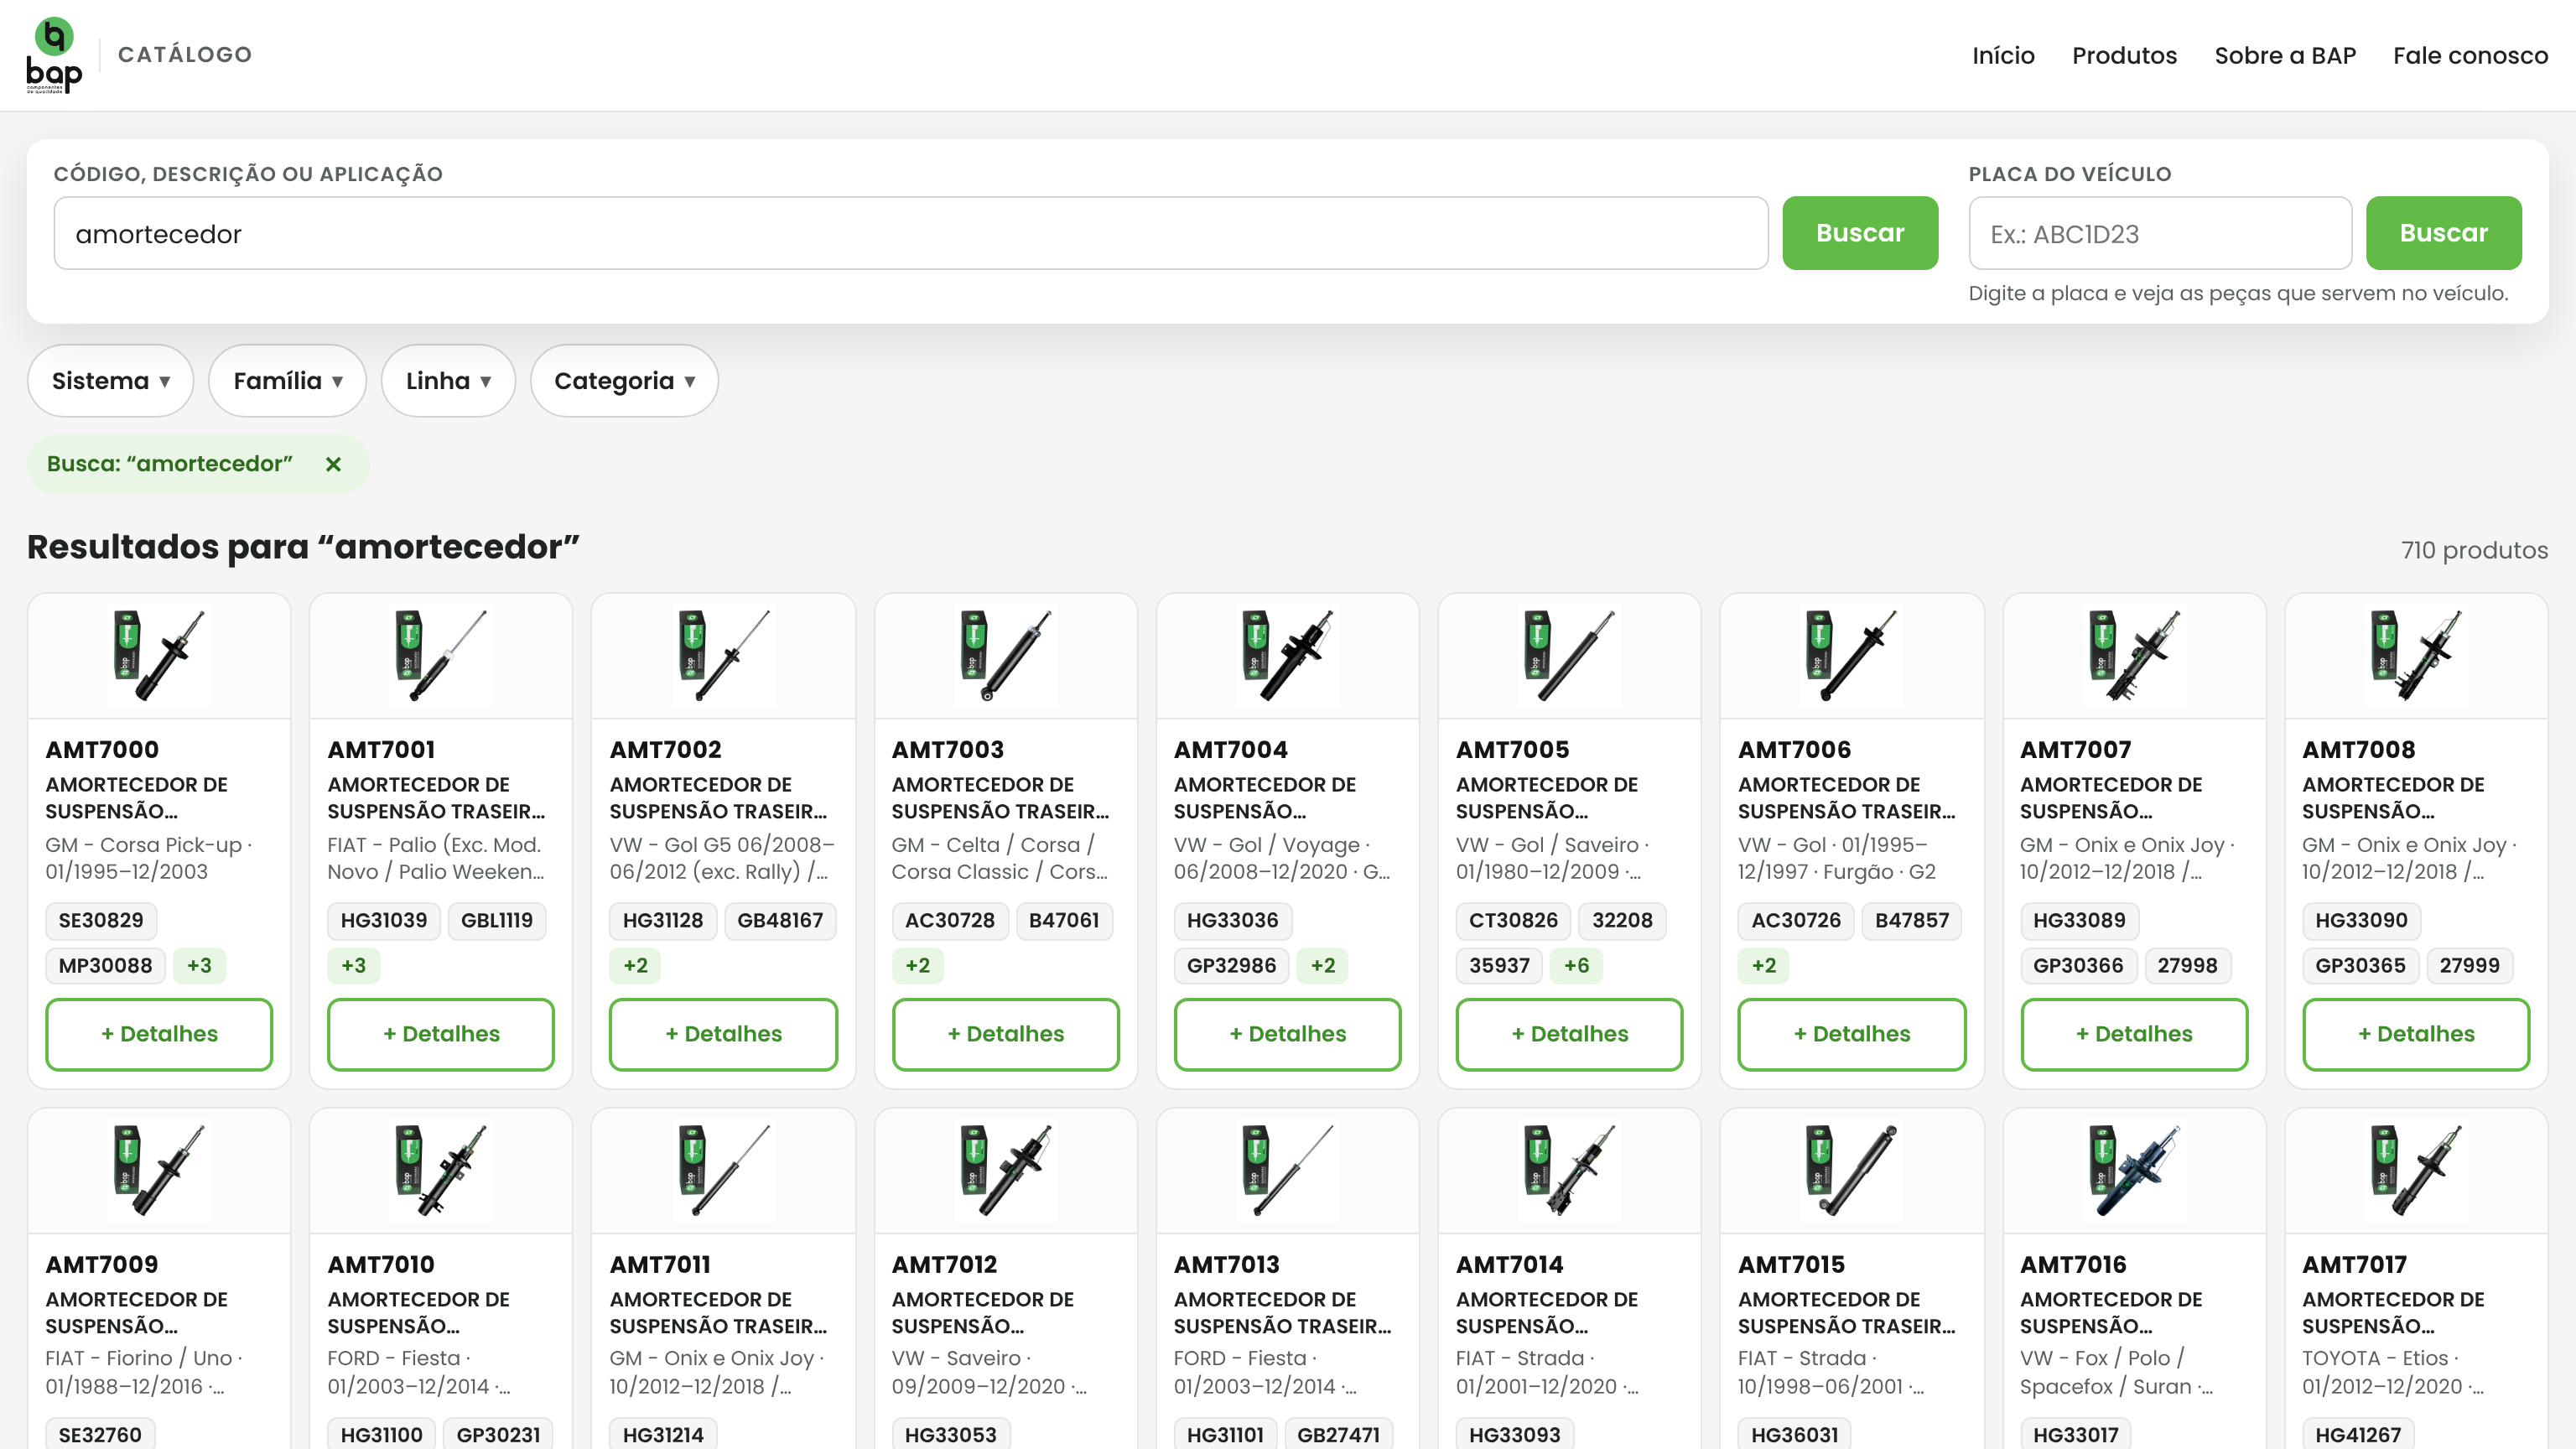 bap
componentes
de qualidade
CATÁLOGO
Início
Produtos
Sobre a BAP
Fale conosco
CÓDIGO, DESCRIÇÃO OU APLICAÇÃO
amortecedor
Buscar
PLACA DO VEÍCULO
Ex.: ABC1D23
Buscar
Digite a placa e veja as peças que servem no veículo.
Sistema ▾
Família ▾
Linha ▾
Categoria ▾
Busca: “amortecedor” ✕
Resultados para “amortecedor”
710 produtos
AMT7000
AMORTECEDOR DE
SUSPENSÃO…
GM - Corsa Pick-up ·
01/1995–12/2003
SE30829
MP30088 +3
+ Detalhes
AMT7001
AMORTECEDOR DE
SUSPENSÃO TRASEIR…
FIAT - Palio (Exc. Mod.
Novo / Palio Weeken…
HG31039 GBL1119
+3
+ Detalhes
AMT7002
AMORTECEDOR DE
SUSPENSÃO TRASEIR…
VW - Gol G5 06/2008–
06/2012 (exc. Rally) /…
HG31128 GB48167
+2
+ Detalhes
AMT7003
AMORTECEDOR DE
SUSPENSÃO TRASEIR…
GM - Celta / Corsa /
Corsa Classic / Cors…
AC30728 B47061
+2
+ Detalhes
AMT7004
AMORTECEDOR DE
SUSPENSÃO…
VW - Gol / Voyage ·
06/2008–12/2020 · G…
HG33036
GP32986 +2
+ Detalhes
AMT7005
AMORTECEDOR DE
SUSPENSÃO…
VW - Gol / Saveiro ·
01/1980–12/2009 ·…
CT30826 32208
35937 +6
+ Detalhes
AMT7006
AMORTECEDOR DE
SUSPENSÃO TRASEIR…
VW - Gol · 01/1995–
12/1997 · Furgão · G2
AC30726 B47857
+2
+ Detalhes
AMT7007
AMORTECEDOR DE
SUSPENSÃO…
GM - Onix e Onix Joy ·
10/2012–12/2018 /…
HG33089
GP30366 27998
+ Detalhes
AMT7008
AMORTECEDOR DE
SUSPENSÃO…
GM - Onix e Onix Joy ·
10/2012–12/2018 /…
HG33090
GP30365 27999
+ Detalhes
AMT7009
AMORTECEDOR DE
SUSPENSÃO…
FIAT - Fiorino / Uno ·
01/1988–12/2016 ·…
SE32760
AMT7010
AMORTECEDOR DE
SUSPENSÃO…
FORD - Fiesta ·
01/2003–12/2014 ·…
HG31100 GP30231
AMT7011
AMORTECEDOR DE
SUSPENSÃO TRASEIR…
GM - Onix e Onix Joy ·
10/2012–12/2018 /…
HG31214
AMT7012
AMORTECEDOR DE
SUSPENSÃO…
VW - Saveiro ·
09/2009–12/2020 ·…
HG33053
AMT7013
AMORTECEDOR DE
SUSPENSÃO TRASEIR…
FORD - Fiesta ·
01/2003–12/2014 ·…
HG31101 GB27471
AMT7014
AMORTECEDOR DE
SUSPENSÃO…
FIAT - Strada ·
01/2001–12/2020 ·…
HG33093
AMT7015
AMORTECEDOR DE
SUSPENSÃO TRASEIR…
FIAT - Strada ·
10/1998–06/2001 ·…
HG36031
AMT7016
AMORTECEDOR DE
SUSPENSÃO…
VW - Fox / Polo /
Spacefox / Suran ·…
HG33017
AMT7017
AMORTECEDOR DE
SUSPENSÃO…
TOYOTA - Etios ·
01/2012–12/2020 ·…
HG41267